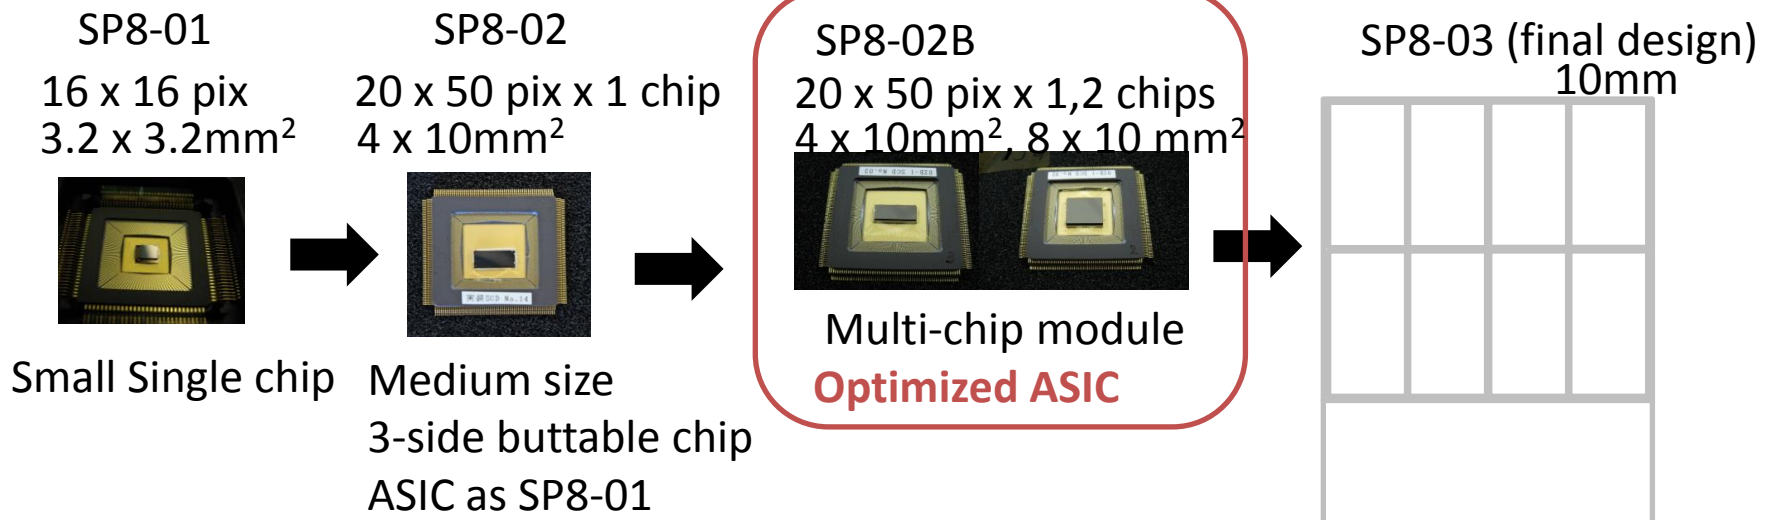 SP8-01
16 x 16 pix
3.2 x 3.2mm²
Small Single chip
SP8-02
20 x 50 pix x 1 chip
4 x 10mm²
Medium size
3-side buttable chip
ASIC as SP8-01
SP8-02B
20 x 50 pix x 1,2 chips
4 x 10mm², 8 x 10 mm²
Multi-chip module
Optimized ASIC
SP8-03 (final design)
10mm